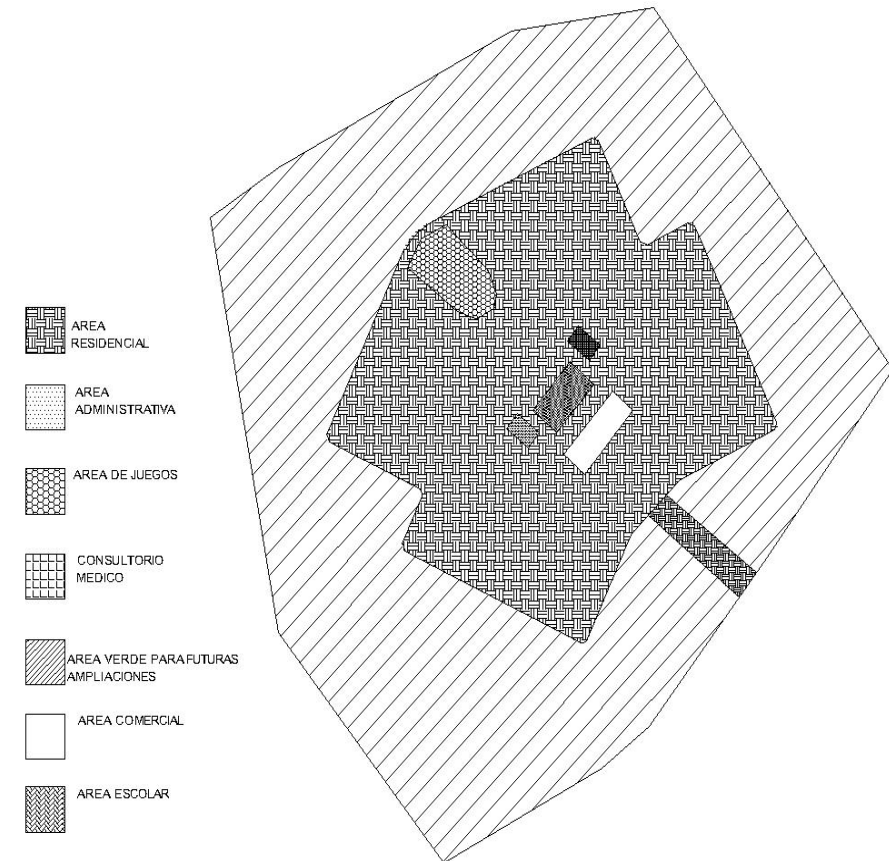 AREA
RESIDENCIAL
AREA
ADMINISTRATIVA
AREA DE JUEGOS
CONSULTORIO
MEDICO
AREA VERDE PARA FUTURAS
AMPLIACIONES
AREA COMERCIAL
AREA ESCOLAR